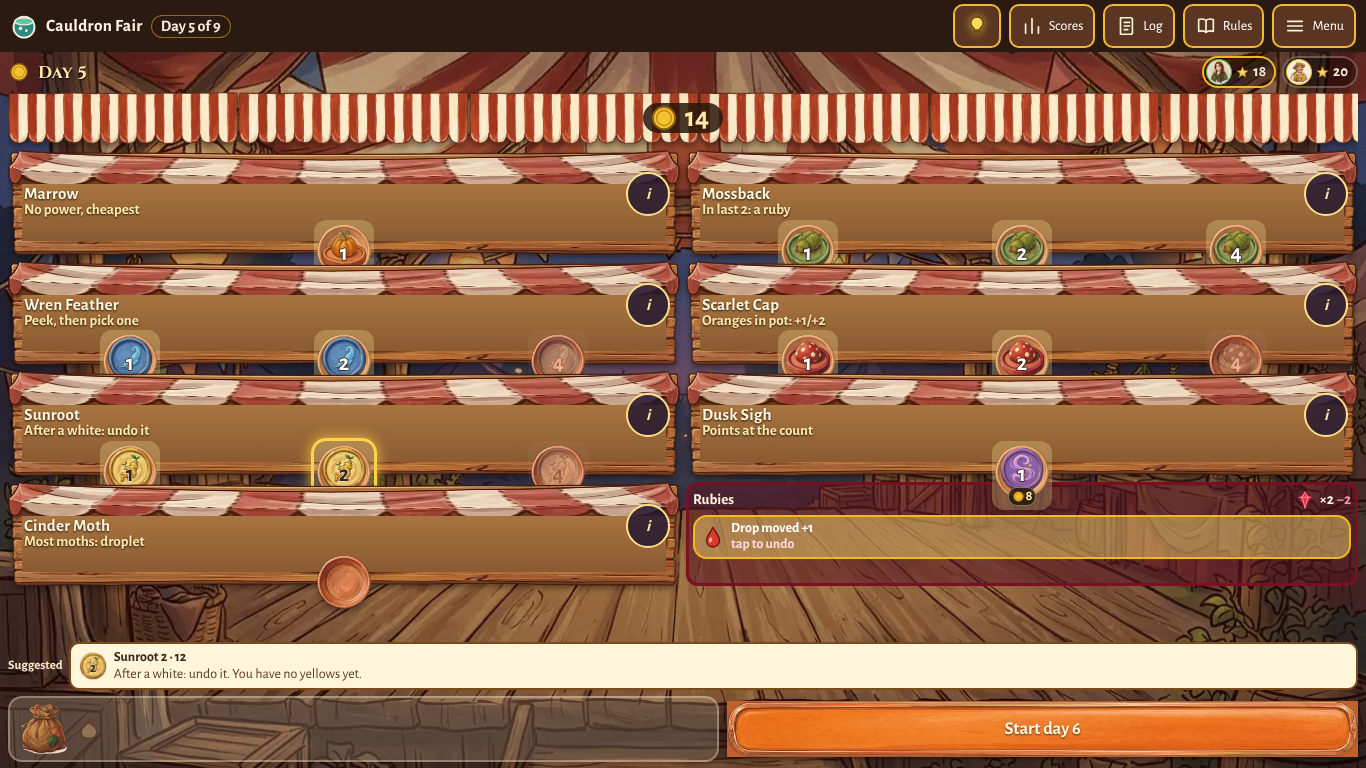 Cauldron Fair
Day 5 of 9
Scores
Log
Rules
Menu
DAY 5
18
20
14
Marrow
No power, cheapest
i
1
Mossback
In last 2: a ruby
i
1
2
4
Wren Feather
Peek, then pick one
i
1
2
4
Scarlet Cap
Oranges in pot: +1/+2
i
1
2
4
Sunroot
After a white: undo it
i
1
2
4
Dusk Sigh
Points at the count
i
1
8
Cinder Moth
Most moths: droplet
i
Rubies
×2 −2
Drop moved +1
tap to undo
Suggested
2
Sunroot 2 · 12
After a white: undo it. You have no yellows yet.
Start day 6